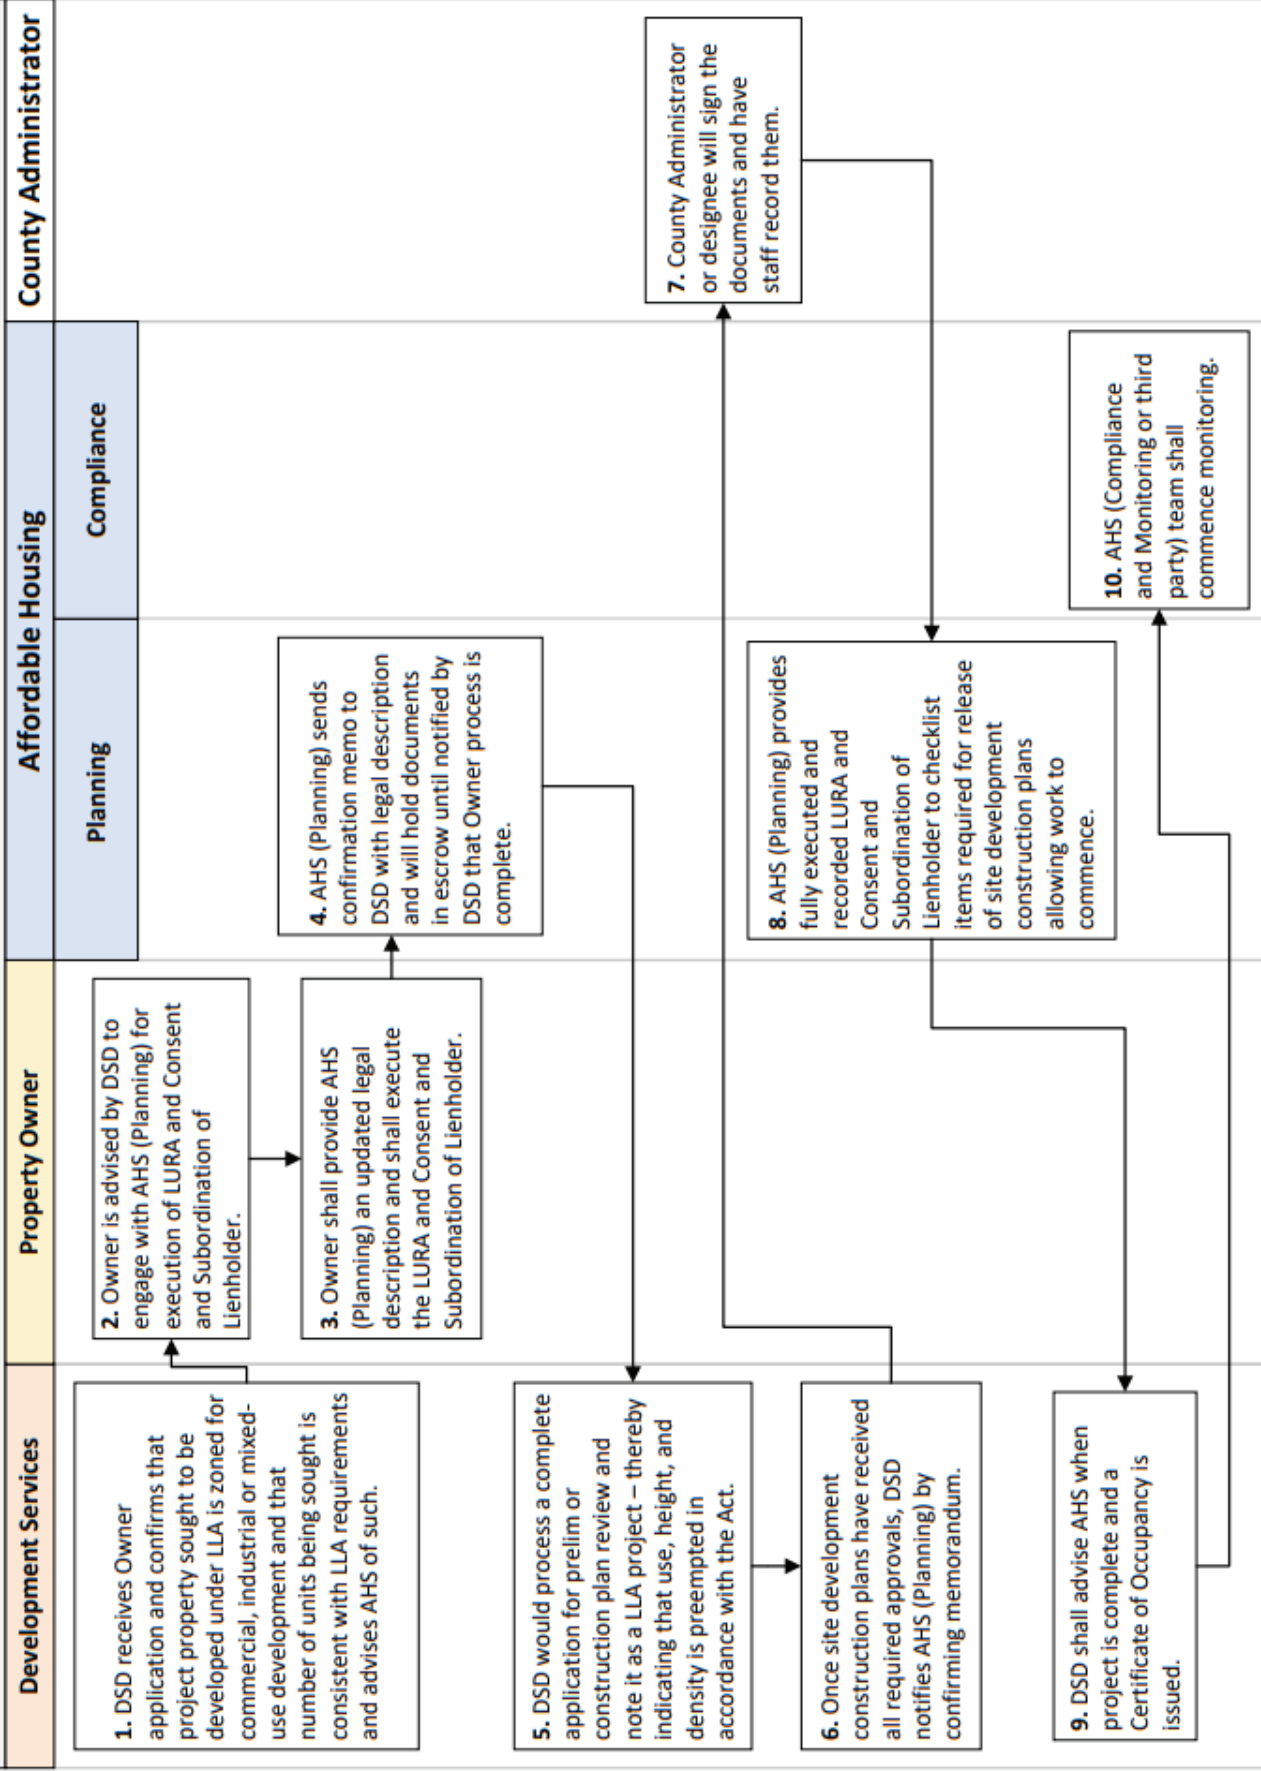 Development Services
Property Owner
Affordable Housing
County Administrator
Planning
Compliance
1. DSD receives Owner
application and confirms that
project property sought to be
developed under LLA is zoned for
commercial, industrial or mixed-
use development and that
number of units being sought is
consistent with LLA requirements
and advises AHS of such.
2. Owner is advised by DSD to
engage with AHS (Planning) for
execution of LURA and Consent
and Subordination of
Lienholder.
3. Owner shall provide AHS
(Planning) an updated legal
description and shall execute
the LURA and Consent and
Subordination of Lienholder.
4. AHS (Planning) sends
confirmation memo to
DSD with legal description
and will hold documents
in escrow until notified by
DSD that Owner process is
complete.
5. DSD would process a complete
application for prelim or
construction plan review and
note it as a LLA project – thereby
indicating that use, height, and
density is preempted in
accordance with the Act.
6. Once site development
construction plans have received
all required approvals, DSD
notifies AHS (Planning) by
confirming memorandum.
7. County Administrator
or designee will sign the
documents and have
staff record them.
8. AHS (Planning) provides
fully executed and
recorded LURA and
Consent and
Subordination of
Lienholder to checklist
items required for release
of site development
construction plans
allowing work to
commence.
9. DSD shall advise AHS when
project is complete and a
Certificate of Occupancy is
issued.
10. AHS (Compliance
and Monitoring or third
party) team shall
commence monitoring.